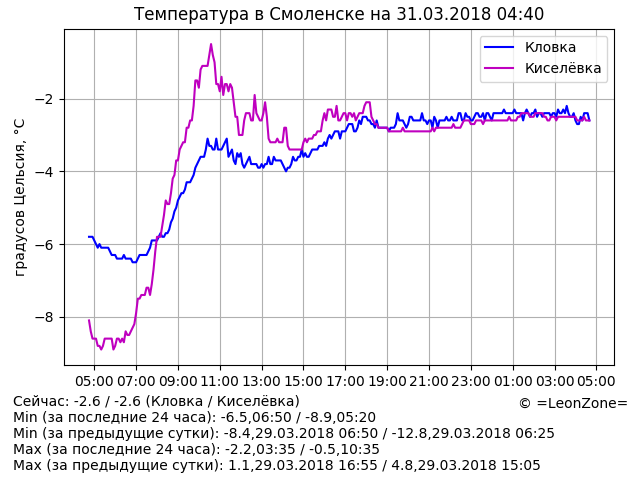 Температура в Смоленске на 31.03.2018 04:40
Кловка
Киселёвка
градусов Цельсия, °C
−2
−4
−6
−8
05:00 07:00 09:00 11:00 13:00 15:00 17:00 19:00 21:00 23:00 01:00 03:00 05:00
Сейчас: -2.6 / -2.6 (Кловка / Киселёвка)
© =LeonZone=
Min (за последние 24 часа): -6.5,06:50 / -8.9,05:20
Min (за предыдущие сутки): -8.4,29.03.2018 06:50 / -12.8,29.03.2018 06:25
Max (за последние 24 часа): -2.2,03:35 / -0.5,10:35
Max (за предыдущие сутки): 1.1,29.03.2018 16:55 / 4.8,29.03.2018 15:05